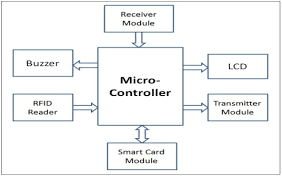 Receiver
Module
Buzzer
LCD
Micro-
Controller
RFID
Reader
Transmitter
Module
Smart Card
Module